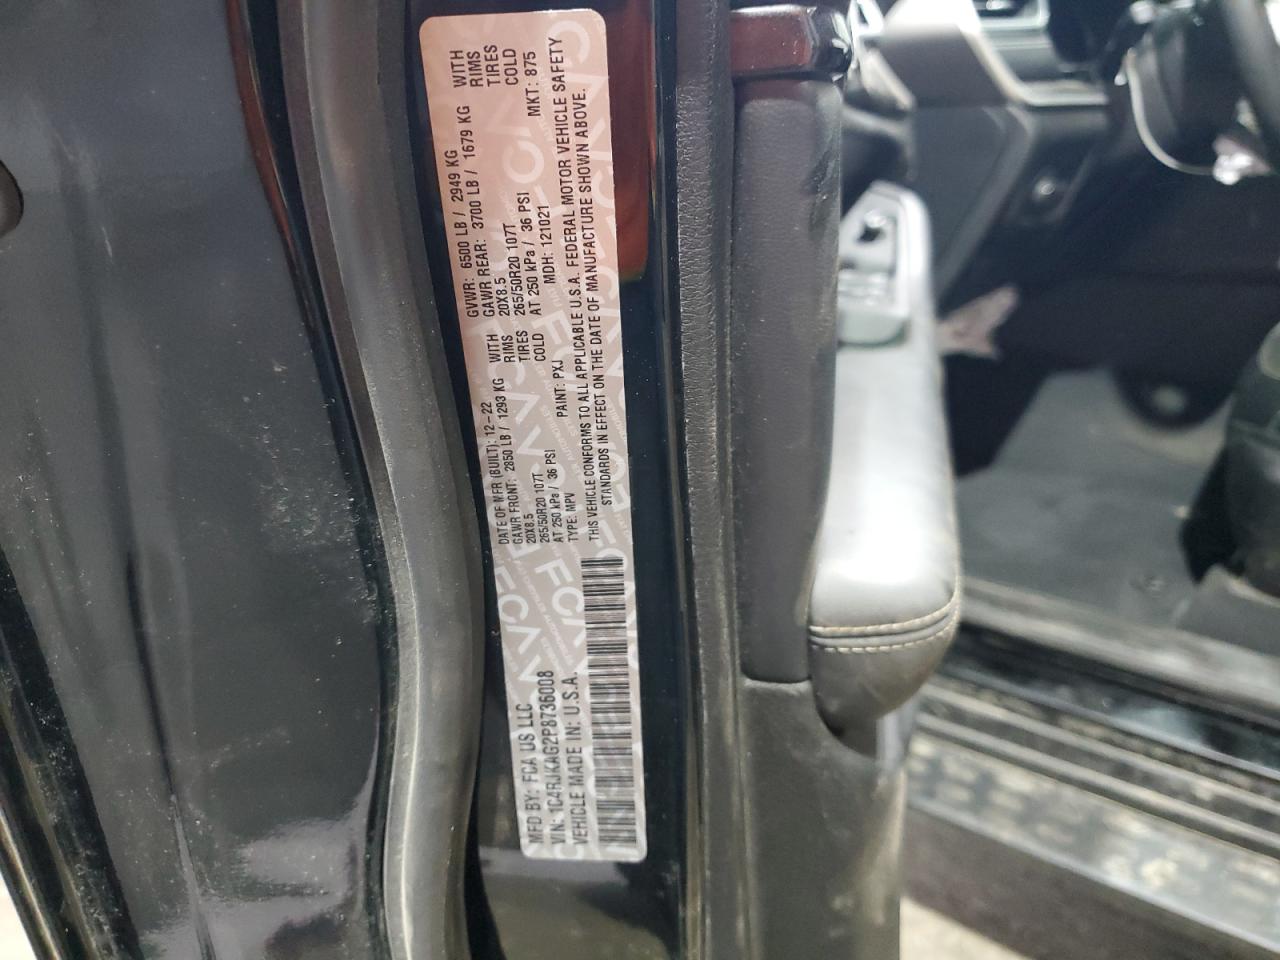 MFD BY: FCA US LLC
VIN: 1C4RJKAG2P8736008
VEHICLE MADE IN: U.S.A.
DATE OF MFR (BUILT): 12-22
GAWR FRONT: 2850 LB / 1293 KG WITH
20X8.5 RIMS
265/50R20 107T TIRES
AT 250 kPa / 36 PSI COLD
TYPE: MPV PAINT: PXJ
GVWR: 6500 LB / 2949 KG
GAWR REAR: 3700 LB / 1679 KG WITH
20X8.5 RIMS
265/50R20 107T TIRES
AT 250 kPa / 36 PSI COLD
MDH: 121021 MKT: 875
THIS VEHICLE CONFORMS TO ALL APPLICABLE U.S.A. FEDERAL MOTOR VEHICLE SAFETY
STANDARDS IN EFFECT ON THE DATE OF MANUFACTURE SHOWN ABOVE.